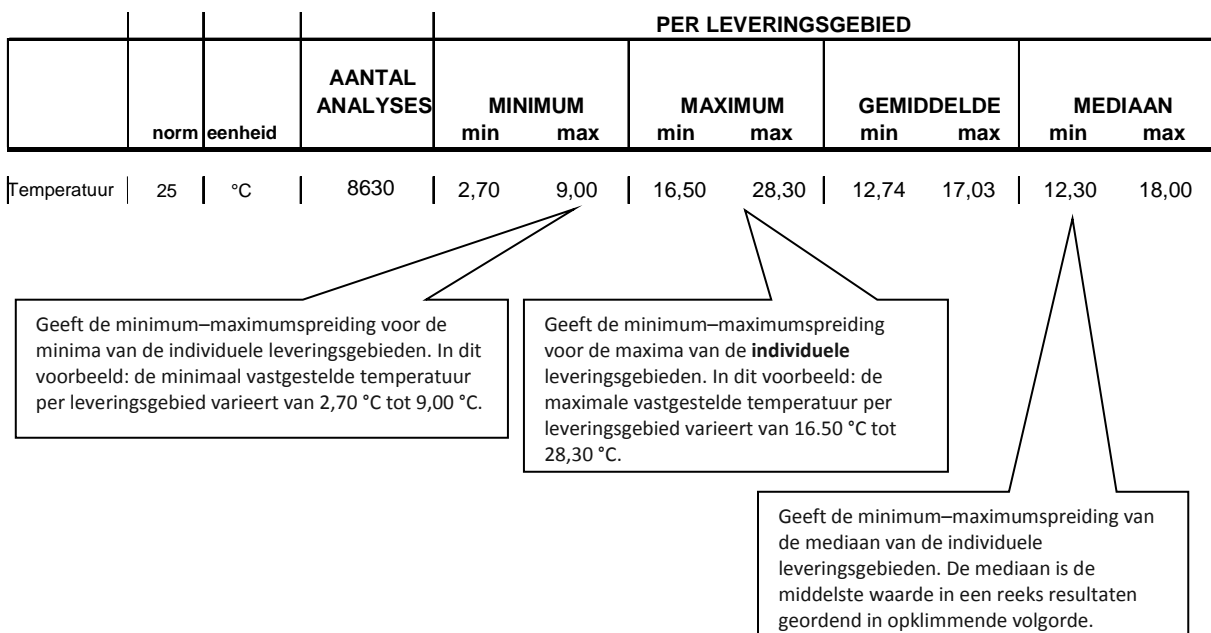 PER LEVERINGSGEBIED
AANTAL
ANALYSES MINIMUM MAXIMUM GEMIDDELDE MEDIAAN
norm eenheid min max min max min max min max
Temperatuur 25 °C 8630 2,70 9,00 16,50 28,30 12,74 17,03 12,30 18,00
Geeft de minimum–maximumspreiding voor de
minima van de individuele leveringsgebieden. In dit
voorbeeld: de minimaal vastgestelde temperatuur
per leveringsgebied varieert van 2,70 °C tot 9,00 °C.
Geeft de minimum–maximumspreiding
voor de maxima van de individuele
leveringsgebieden. In dit voorbeeld: de
maximale vastgestelde temperatuur per
leveringsgebied varieert van 16.50 °C tot
28,30 °C.
Geeft de minimum–maximumspreiding van
de mediaan van de individuele
leveringsgebieden. De mediaan is de
middelste waarde in een reeks resultaten
geordend in opklimmende volgorde.